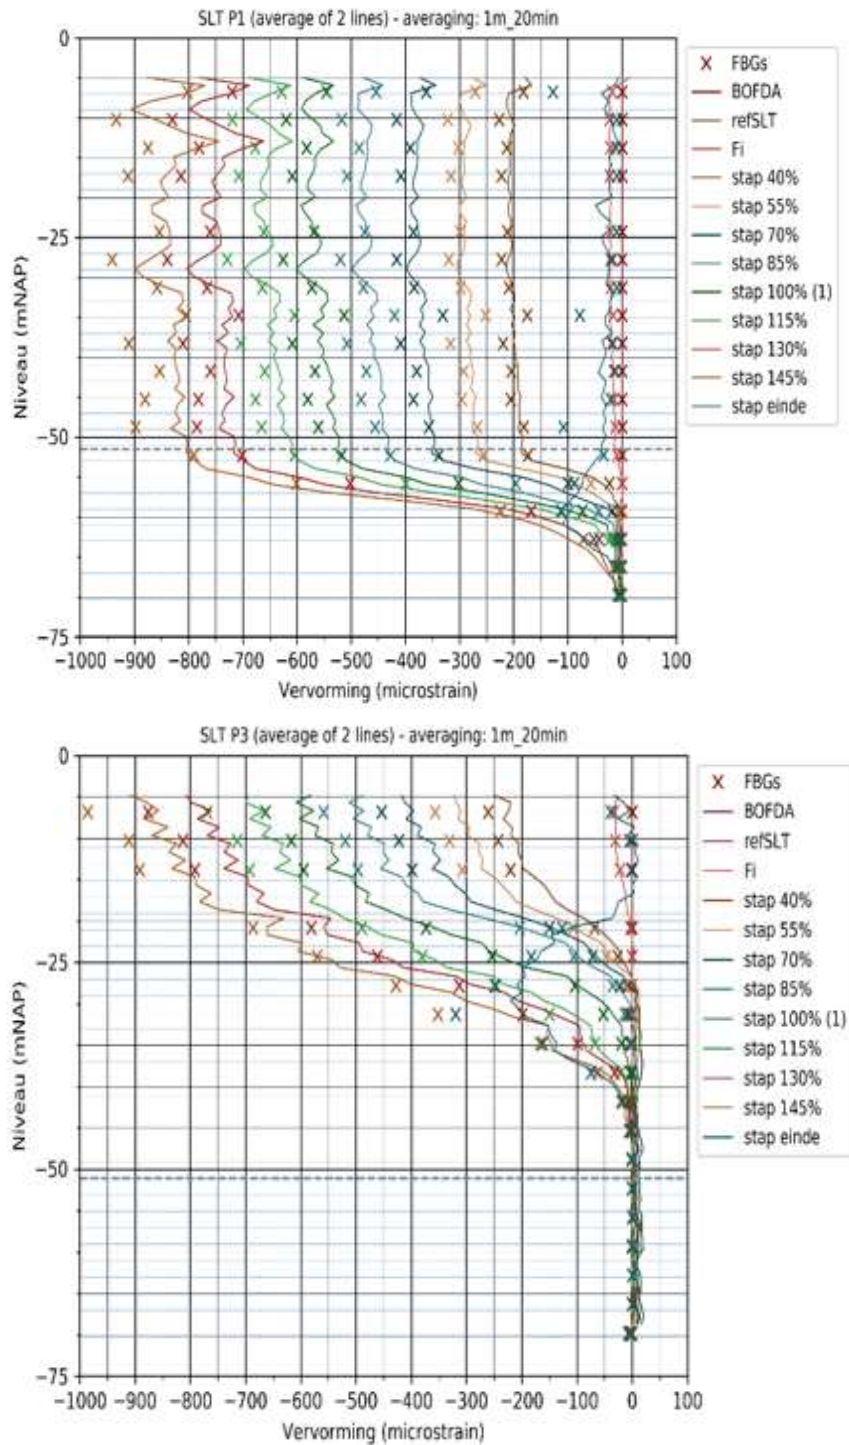 SLT P1 (average of 2 lines) - averaging: 1m_20min
0
−25
−50
−75
Niveau (mNAP)
−1000 −900 −800 −700 −600 −500 −400 −300 −200 −100 0 100
Vervorming (microstrain)
FBGs
BOFDA
refSLT
Fi
stap 40%
stap 55%
stap 70%
stap 85%
stap 100% (1)
stap 115%
stap 130%
stap 145%
stap einde
SLT P3 (average of 2 lines) - averaging: 1m_20min
0
−25
−50
−75
Niveau (mNAP)
−1000 −900 −800 −700 −600 −500 −400 −300 −200 −100 0 100
Vervorming (microstrain)
FBGs
BOFDA
refSLT
Fi
stap 40%
stap 55%
stap 70%
stap 85%
stap 100% (1)
stap 115%
stap 130%
stap 145%
stap einde